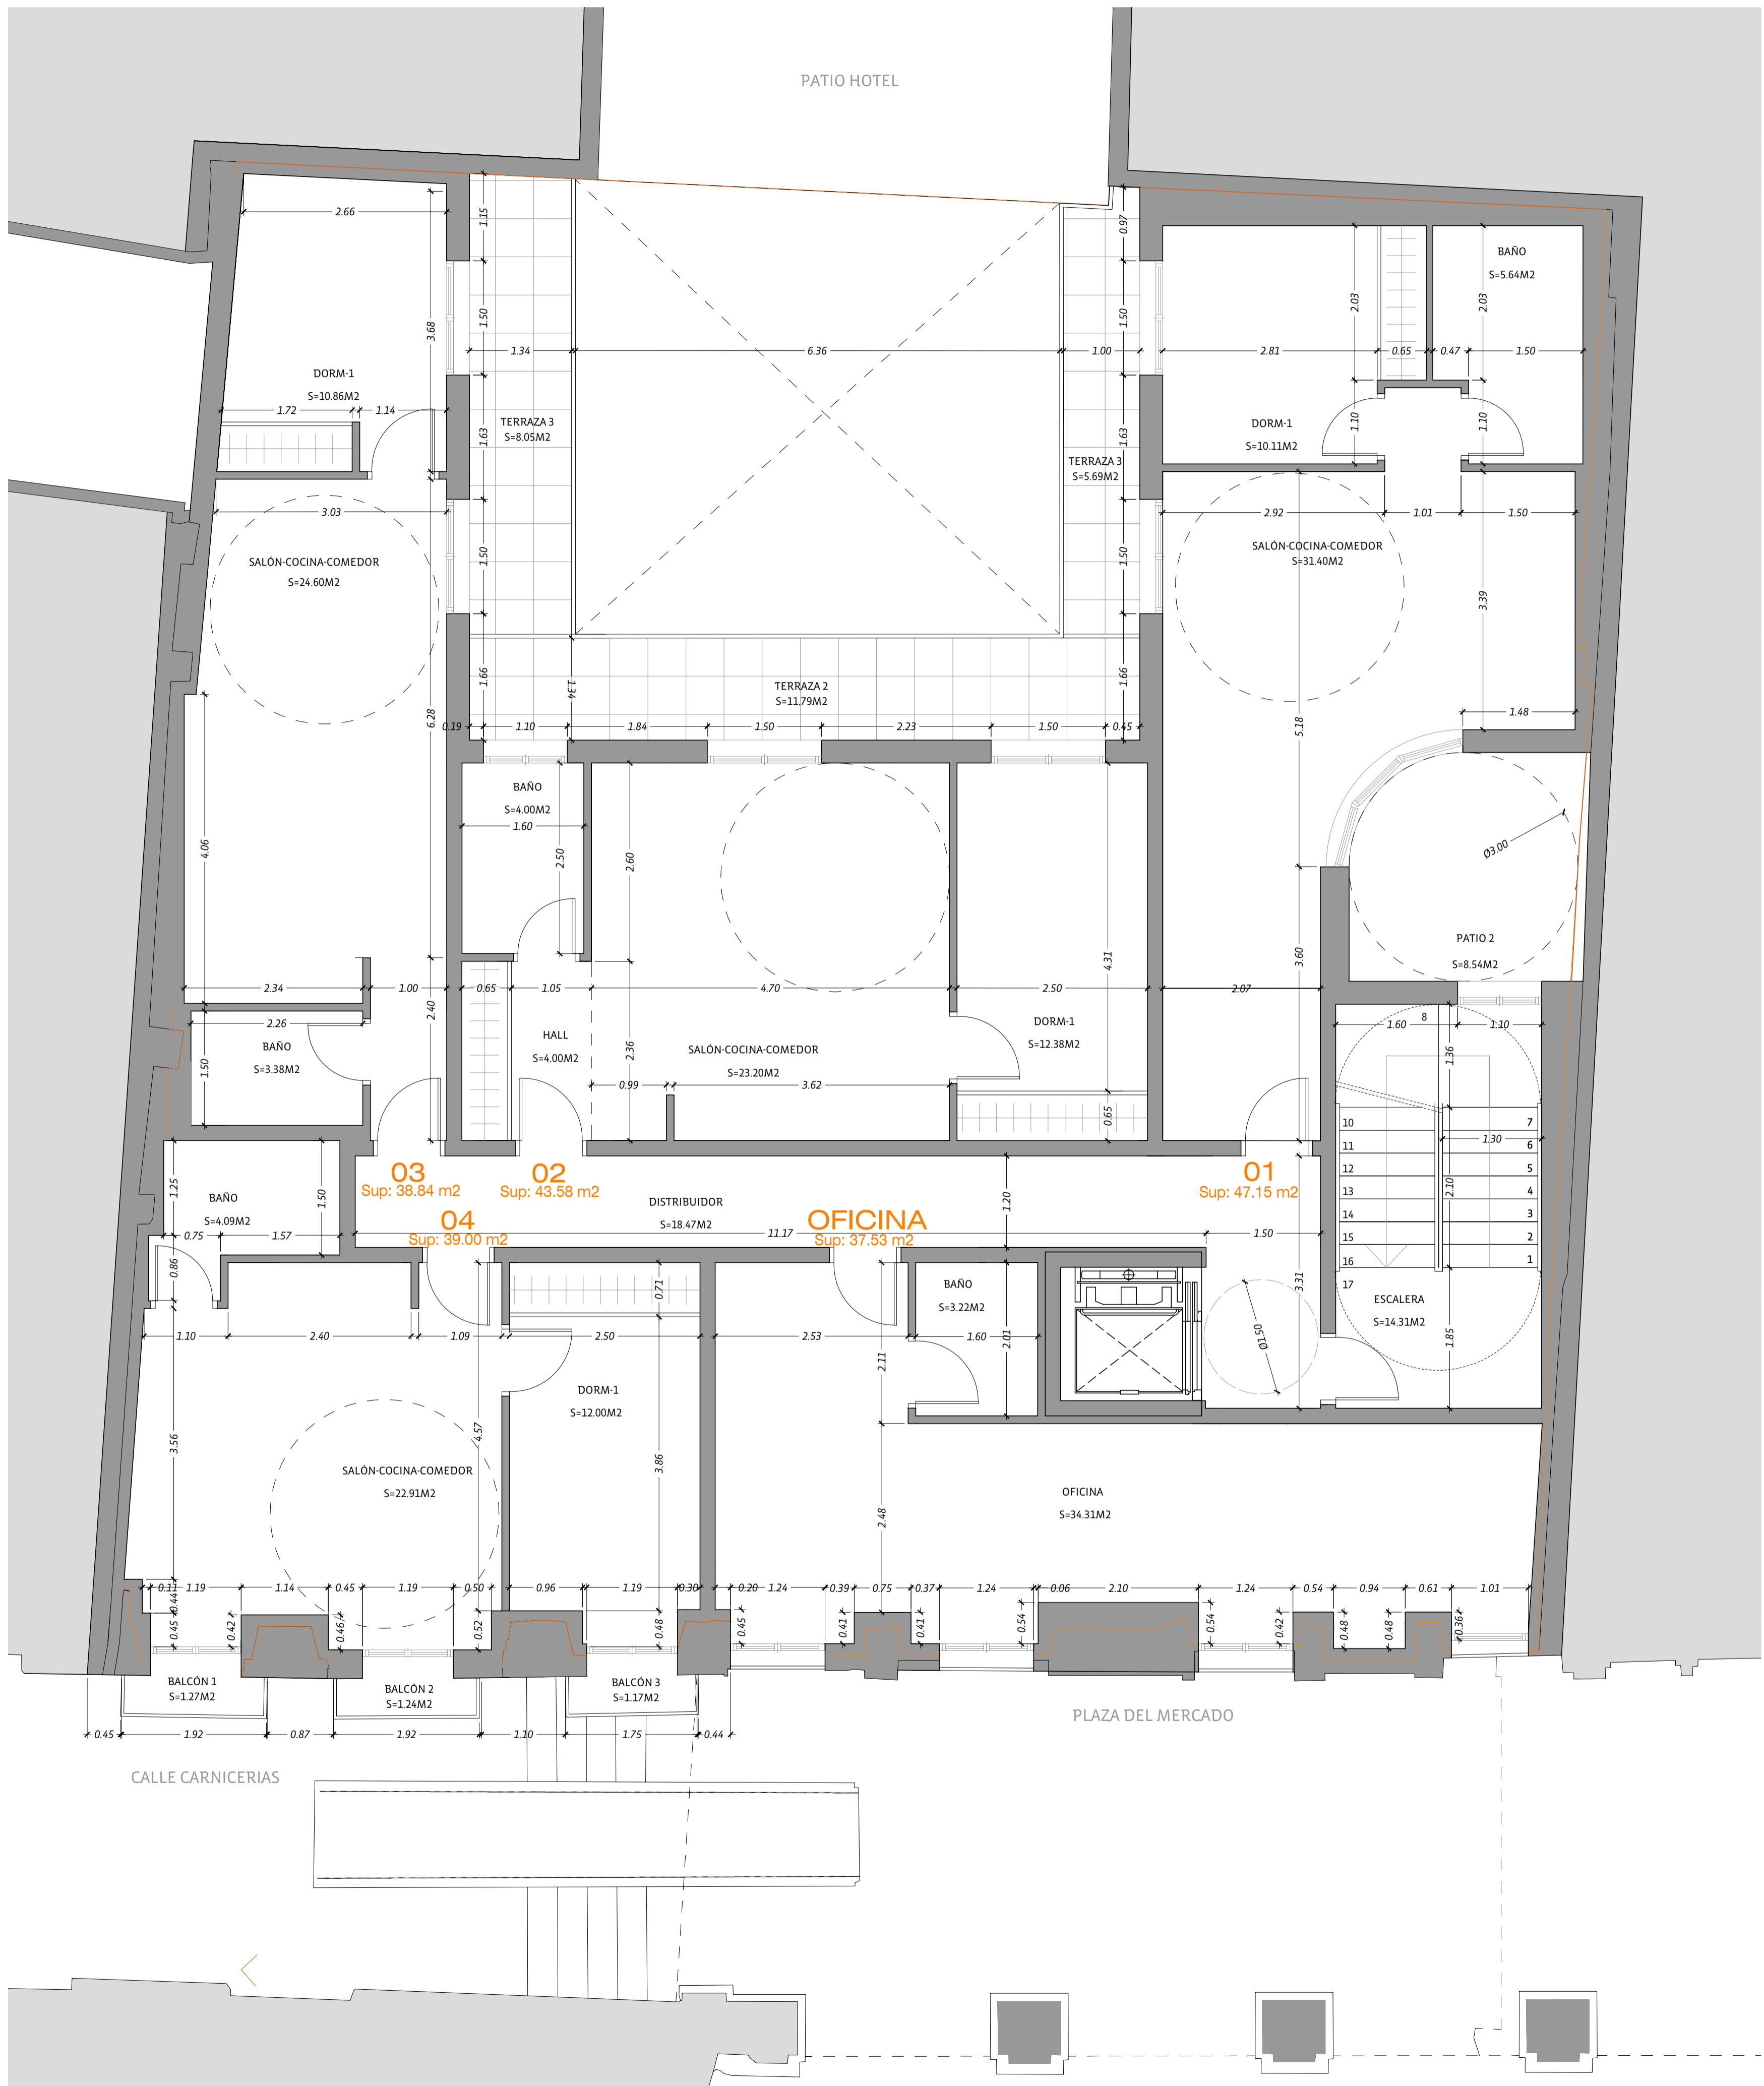 PATIO HOTEL
2.66
1.15
0.97
BAÑO
S=5.64M2
3.68
1.50
1.50
2.03
2.03
1.34
6.36
1.00
2.81
0.65
0.47
1.50
DORM-1
S=10.86M2
1.72
1.14
TERRAZA 3
S=8.05M2
1.63
1.63
TERRAZA 3
S=5.69M2
DORM-1
S=10.11M2
1.10
1.10
3.03
2.92
1.01
1.50
SALÓN-COCINA-COMEDOR
S=24.60M2
1.50
1.50
SALÓN-COCINA-COMEDOR
S=31.40M2
3.39
6.28
1.66
1.34
TERRAZA 2
S=11.79M2
1.66
0.19
1.10
1.84
1.50
2.23
1.50
0.45
5.18
1.48
4.06
BAÑO
S=4.00M2
1.60
2.50
2.60
Ø3.00
4.31
3.60
PATIO 2
S=8.54M2
2.34
1.00
0.65
1.05
4.70
2.50
2.07
2.40
2.26
BAÑO
S=3.38M2
1.50
HALL
S=4.00M2
2.36
SALÓN-COCINA-COMEDOR
S=23.20M2
DORM-1
S=12.38M2
1.60
8
1.10
1.36
0.99
3.62
0.65
10
7
11
1.30
6
12
5
13
2.10
4
14
3
15
2
16
1
17
03
Sup: 38.84 m2
02
Sup: 43.58 m2
01
Sup: 47.15 m2
1.25
BAÑO
S=4.09M2
1.50
DISTRIBUIDOR
S=18.47M2
1.20
04
Sup: 39.00 m2
OFICINA
Sup: 37.53 m2
0.75
1.57
11.17
1.50
0.86
0.71
BAÑO
S=3.22M2
3.31
ESCALERA
S=14.31M2
1.10
2.40
1.09
2.50
2.53
1.60
2.01
2.11
Ø1.50
1.85
DORM-1
S=12.00M2
3.56
4.57
3.86
SALÓN-COCINA-COMEDOR
S=22.91M2
2.48
OFICINA
S=34.31M2
0.11
1.19
1.14
0.45
1.19
0.50
0.96
1.19
0.30
0.20
1.24
0.39
0.75
0.37
1.24
0.06
2.10
1.24
0.54
0.94
0.61
1.01
0.44
0.45
0.42
0.46
0.52
0.48
0.45
0.41
0.41
0.54
0.54
0.42
0.48
0.48
0.36
BALCÓN 1
S=1.27M2
BALCÓN 2
S=1.24M2
BALCÓN 3
S=1.17M2
PLAZA DEL MERCADO
0.45
1.92
0.87
1.92
1.10
1.75
0.44
CALLE CARNICERIAS